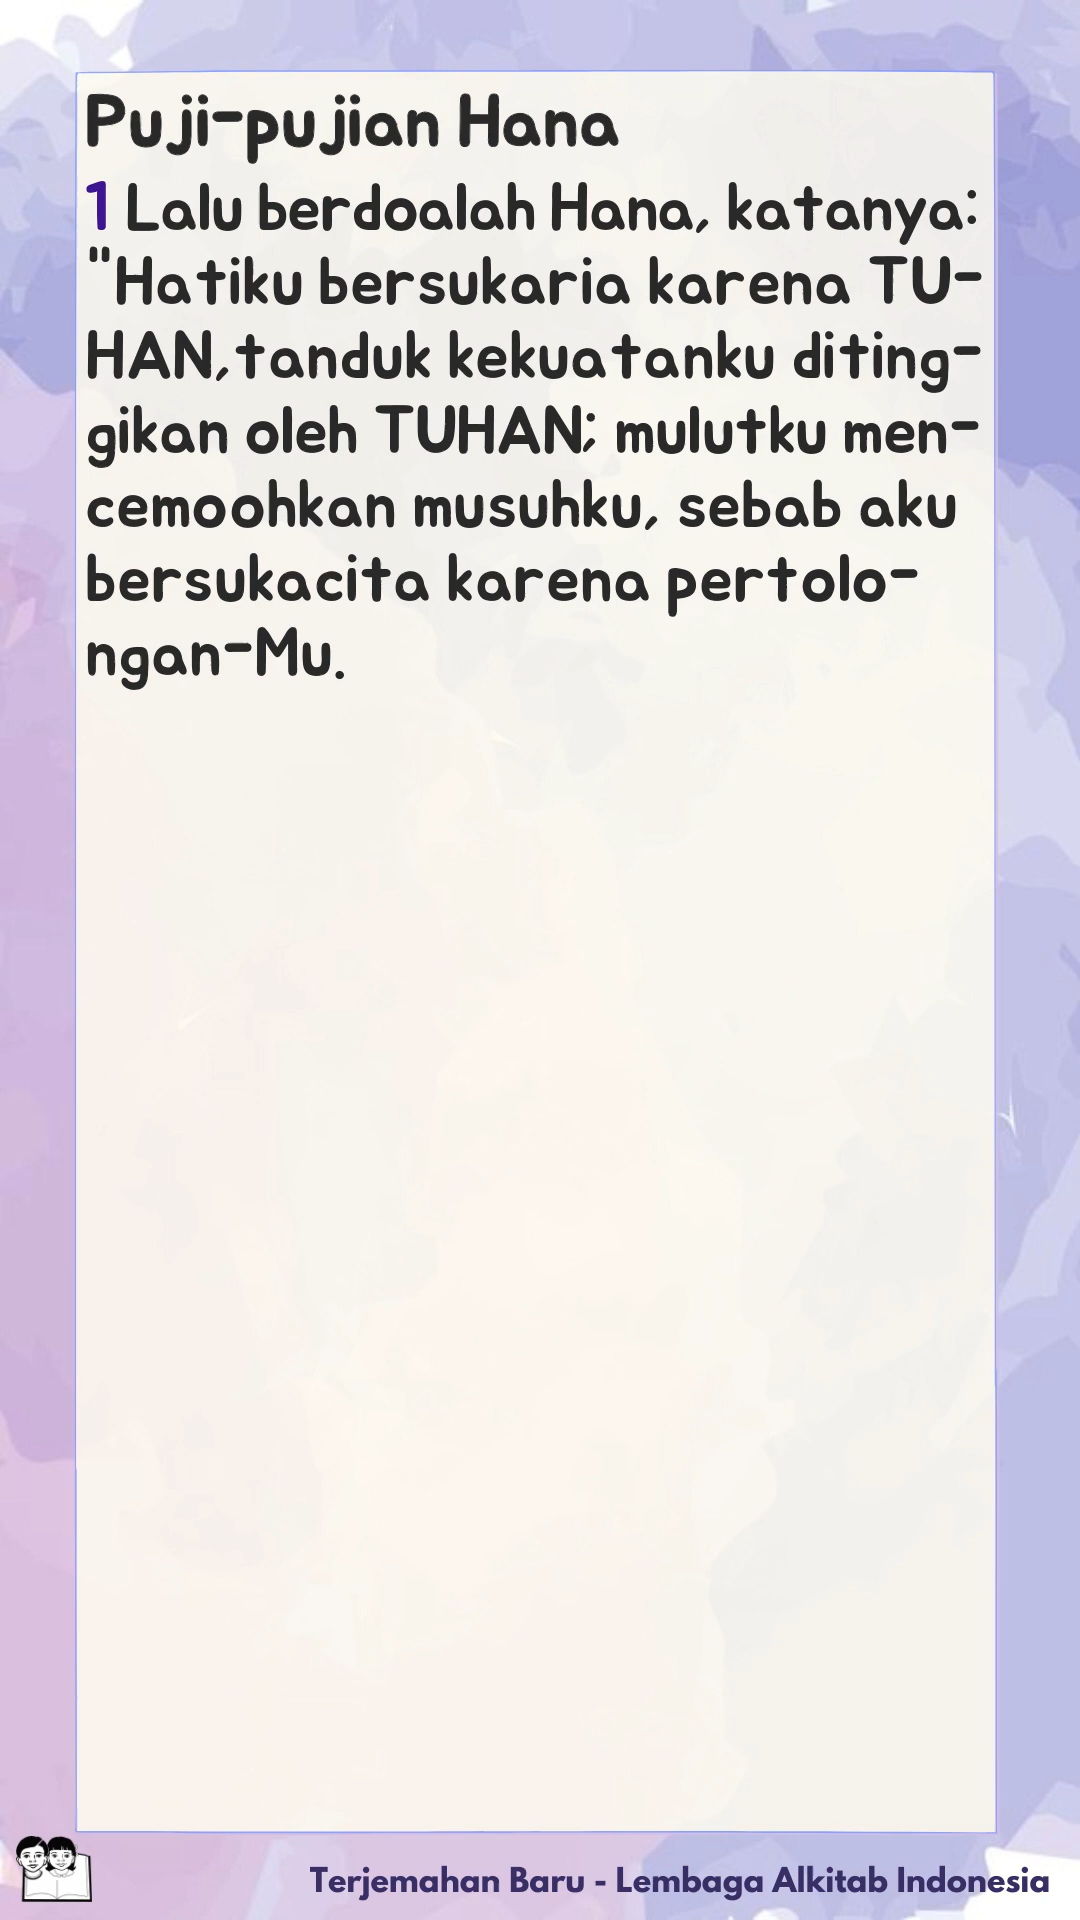 Puji-pujian Hana
1 Lalu berdoalah Hana, katanya:
"Hatiku bersukaria karena TU-
HAN,tanduk kekuatanku diting-
gikan oleh TUHAN; mulutku men-
cemoohkan musuhku, sebab aku
bersukacita karena pertolo-
ngan-Mu.
Terjemahan Baru - Lembaga Alkitab Indonesia